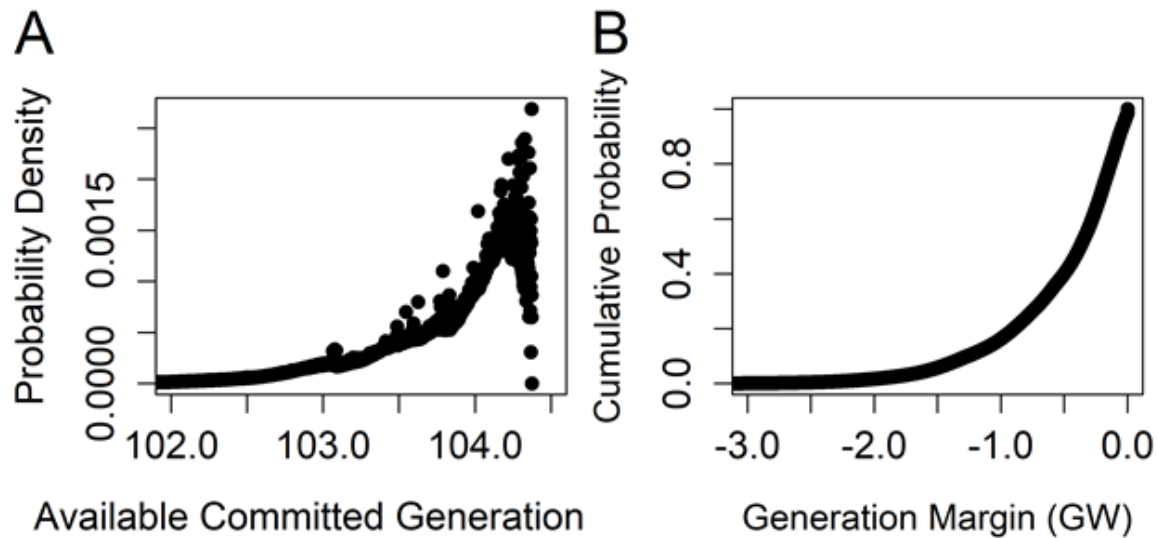 A
Probability Density
0.0015
0.0000
102.0 103.0 104.0
Available Committed Generation
B
Cumulative Probability
0.8
0.4
0.0
-3.0 -2.0 -1.0 0.0
Generation Margin (GW)